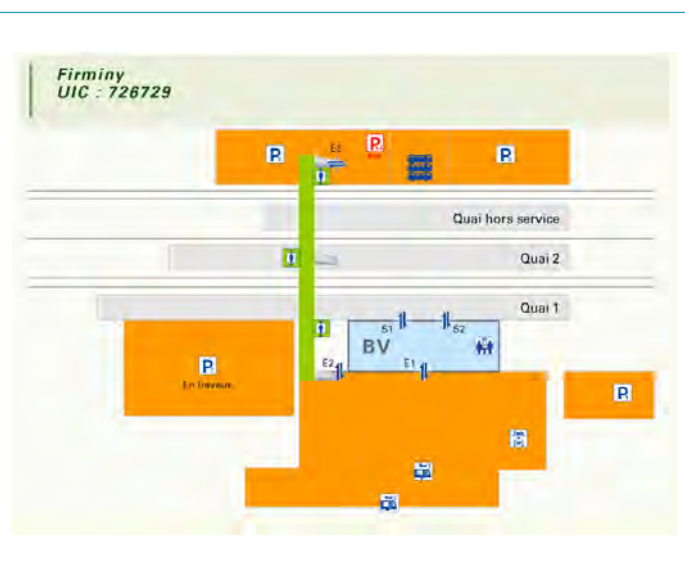 Firminy
UIC : 726729
P
E3
P
P
Quai hors service
Quai 2
Quai 1
S1
S2
BV
E2
E1
P
En travaux
P